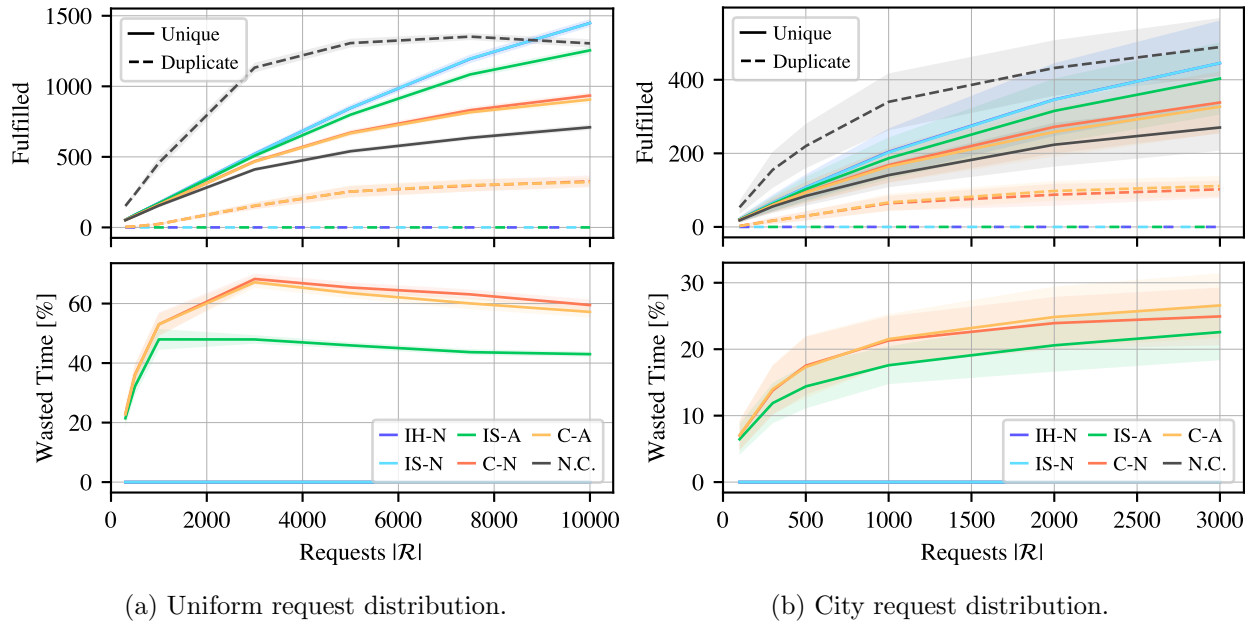 1500
1000
500
0
Fulfilled
Unique
Duplicate
60
40
20
0
Wasted Time [%]
IH-N IS-A C-A
IS-N C-N N.C.
0 2000 4000 6000 8000 10000
Requests |𝓡|
(a) Uniform request distribution.
400
200
0
Fulfilled
Unique
Duplicate
30
20
10
0
Wasted Time [%]
IH-N IS-A C-A
IS-N C-N N.C.
0 500 1000 1500 2000 2500 3000
Requests |𝓡|
(b) City request distribution.